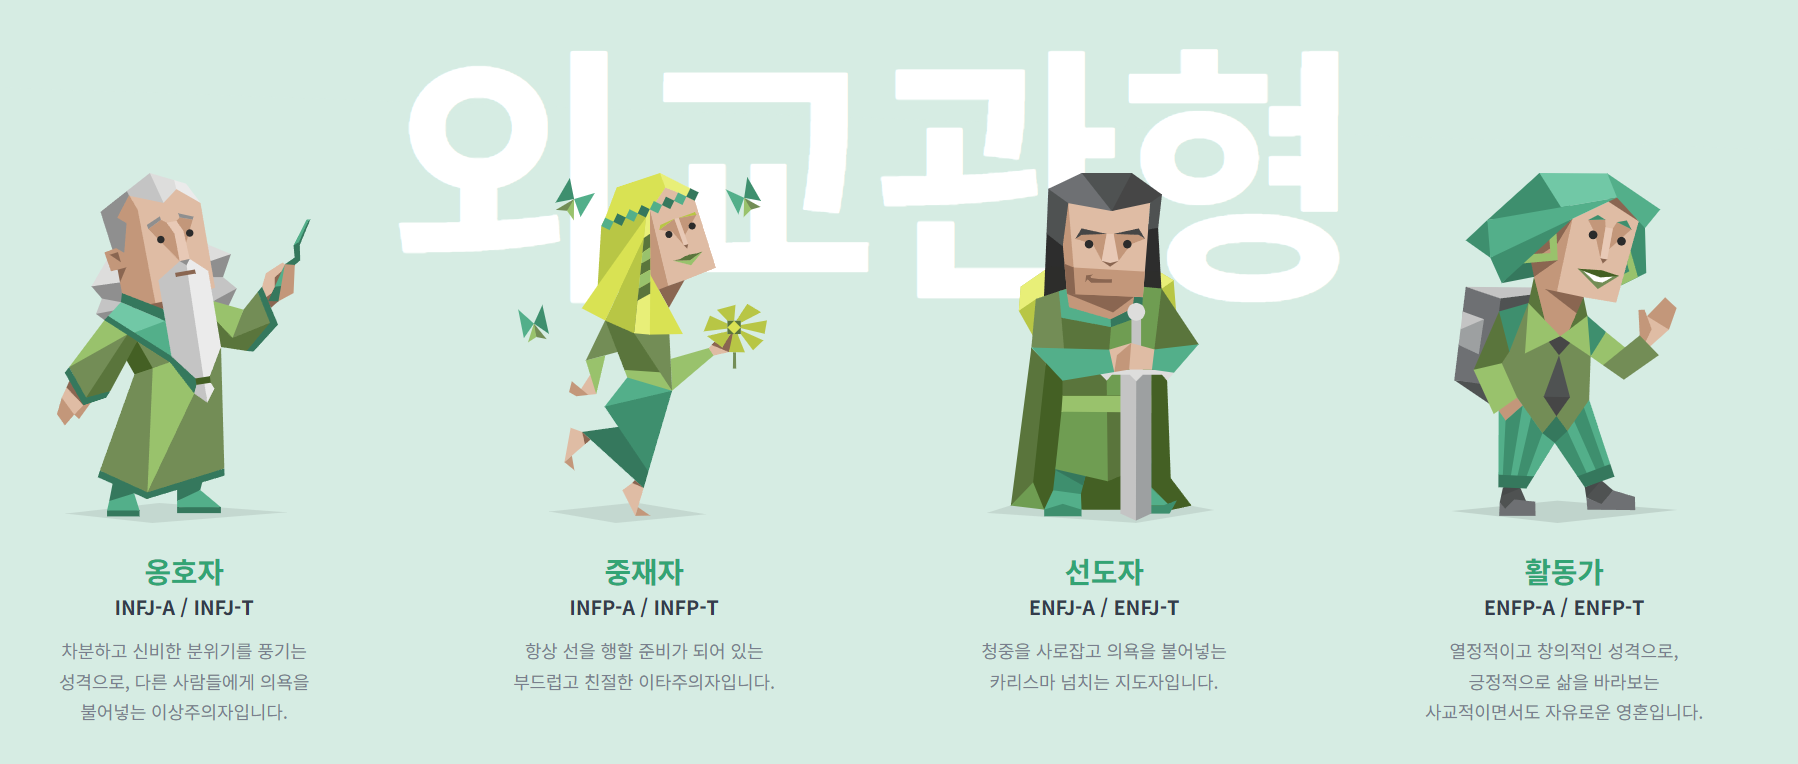 외교관형
옹호자
INFJ-A / INFJ-T
차분하고 신비한 분위기를 풍기는
성격으로, 다른 사람들에게 의욕을
불어넣는 이상주의자입니다.
중재자
INFP-A / INFP-T
항상 선을 행할 준비가 되어 있는
부드럽고 친절한 이타주의자입니다.
선도자
ENFJ-A / ENFJ-T
청중을 사로잡고 의욕을 불어넣는
카리스마 넘치는 지도자입니다.
활동가
ENFP-A / ENFP-T
열정적이고 창의적인 성격으로,
긍정적으로 삶을 바라보는
사교적이면서도 자유로운 영혼입니다.